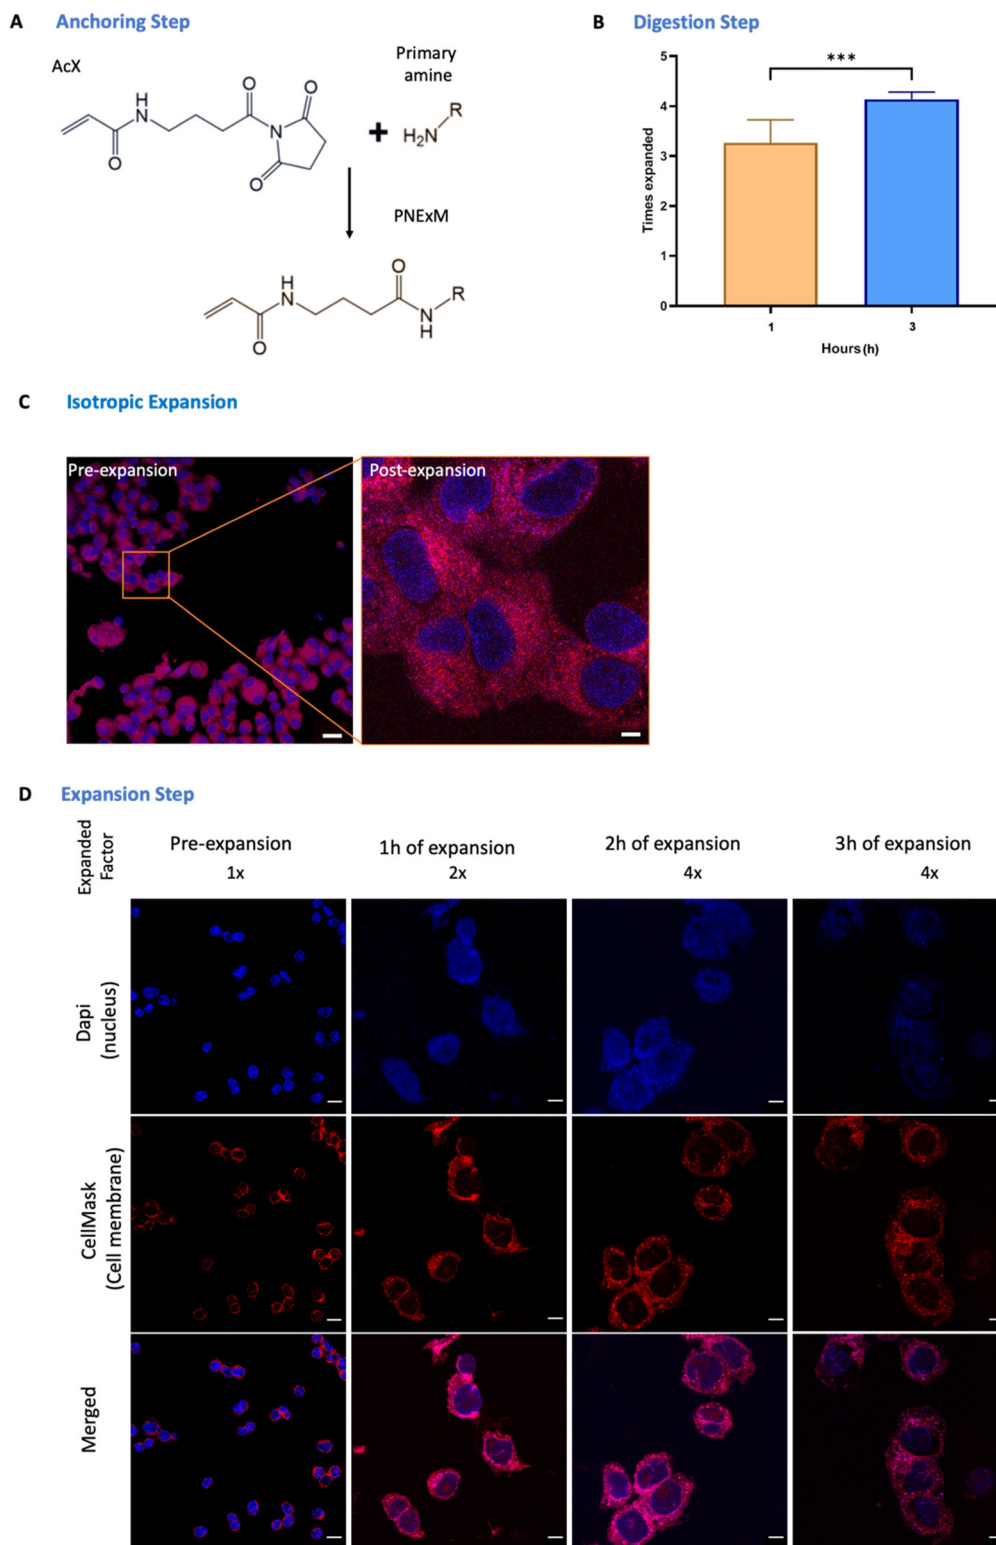 A Anchoring Step
AcX
Primary
amine
H
N
O
O
N
O
O
+
H₂N
R
PNExM
H
N
O
O
N
H
R
B Digestion Step
Times expanded
5
4
3
2
1
0
***
1
3
Hours (h)
C Isotropic Expansion
Pre-expansion
Post-expansion
D Expansion Step
Expanded
Factor
Pre-expansion
1h of expansion
2h of expansion
3h of expansion
1x
2x
4x
4x
Dapi
(nucleus)
CellMask
(Cell membrane)
Merged